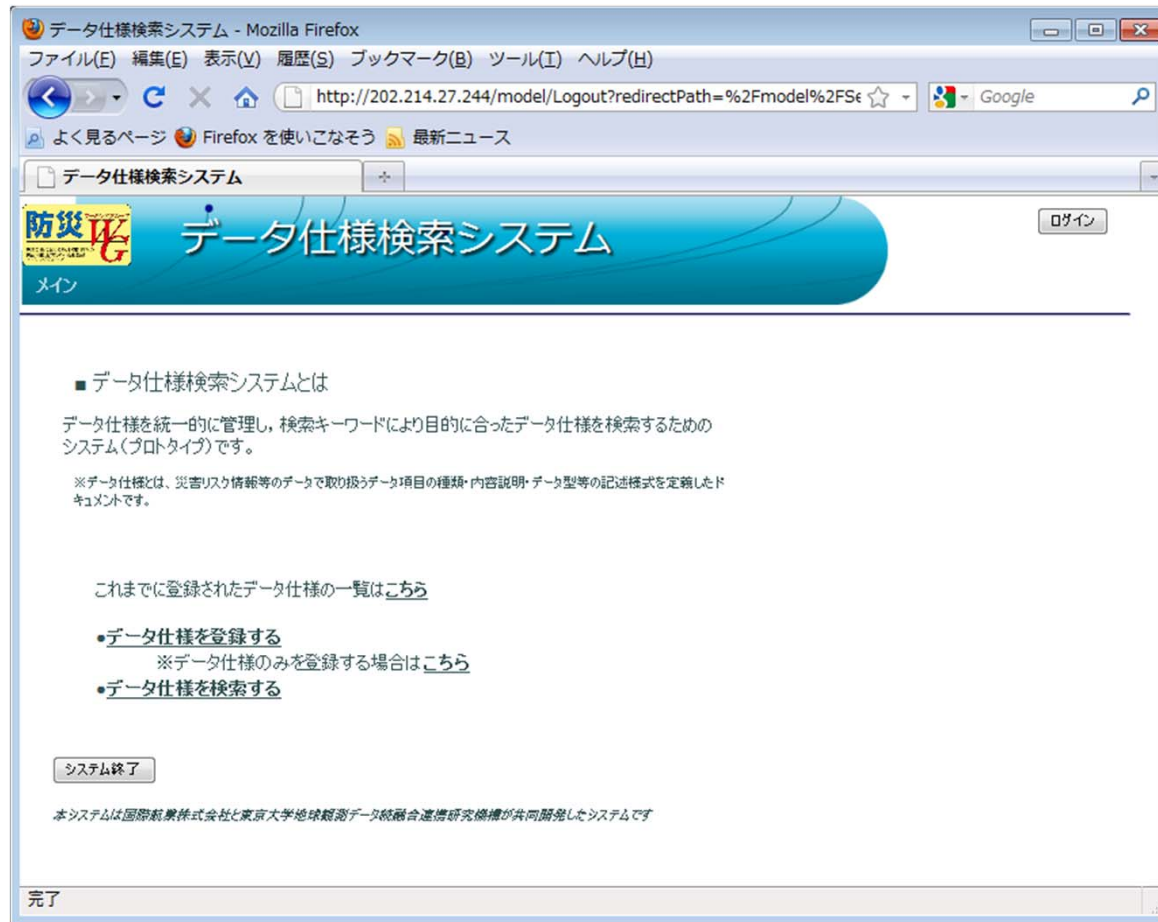 データ仕様検索システム - Mozilla Firefox
ファイル(F) 編集(E) 表示(V) 履歴(S) ブックマーク(B) ツール(T) ヘルプ(H)
http://202.214.27.244/model/Logout?redirectPath=%2Fmodel%2FSe Google
よく見るページ Firefox を使いこなそう 最新ニュース
データ仕様検索システム
防災WG データ仕様検索システム ログイン
メイン
■ データ仕様検索システムとは
データ仕様を統一的に管理し，検索キーワードにより目的に合ったデータ仕様を検索するための
システム(プロトタイプ)です。
※データ仕様とは、災害リスク情報等のデータで取り扱うデータ項目の種類・内容説明・データ型等の記述様式を定義したド
キュメントです。
これまでに登録されたデータ仕様の一覧はこちら
●データ仕様を登録する
※データ仕様のみを登録する場合はこちら
●データ仕様を検索する
システム終了
本システムは国際航業株式会社と東京大学地球観測データ統融合連携研究機構が共同開発したシステムです
完了